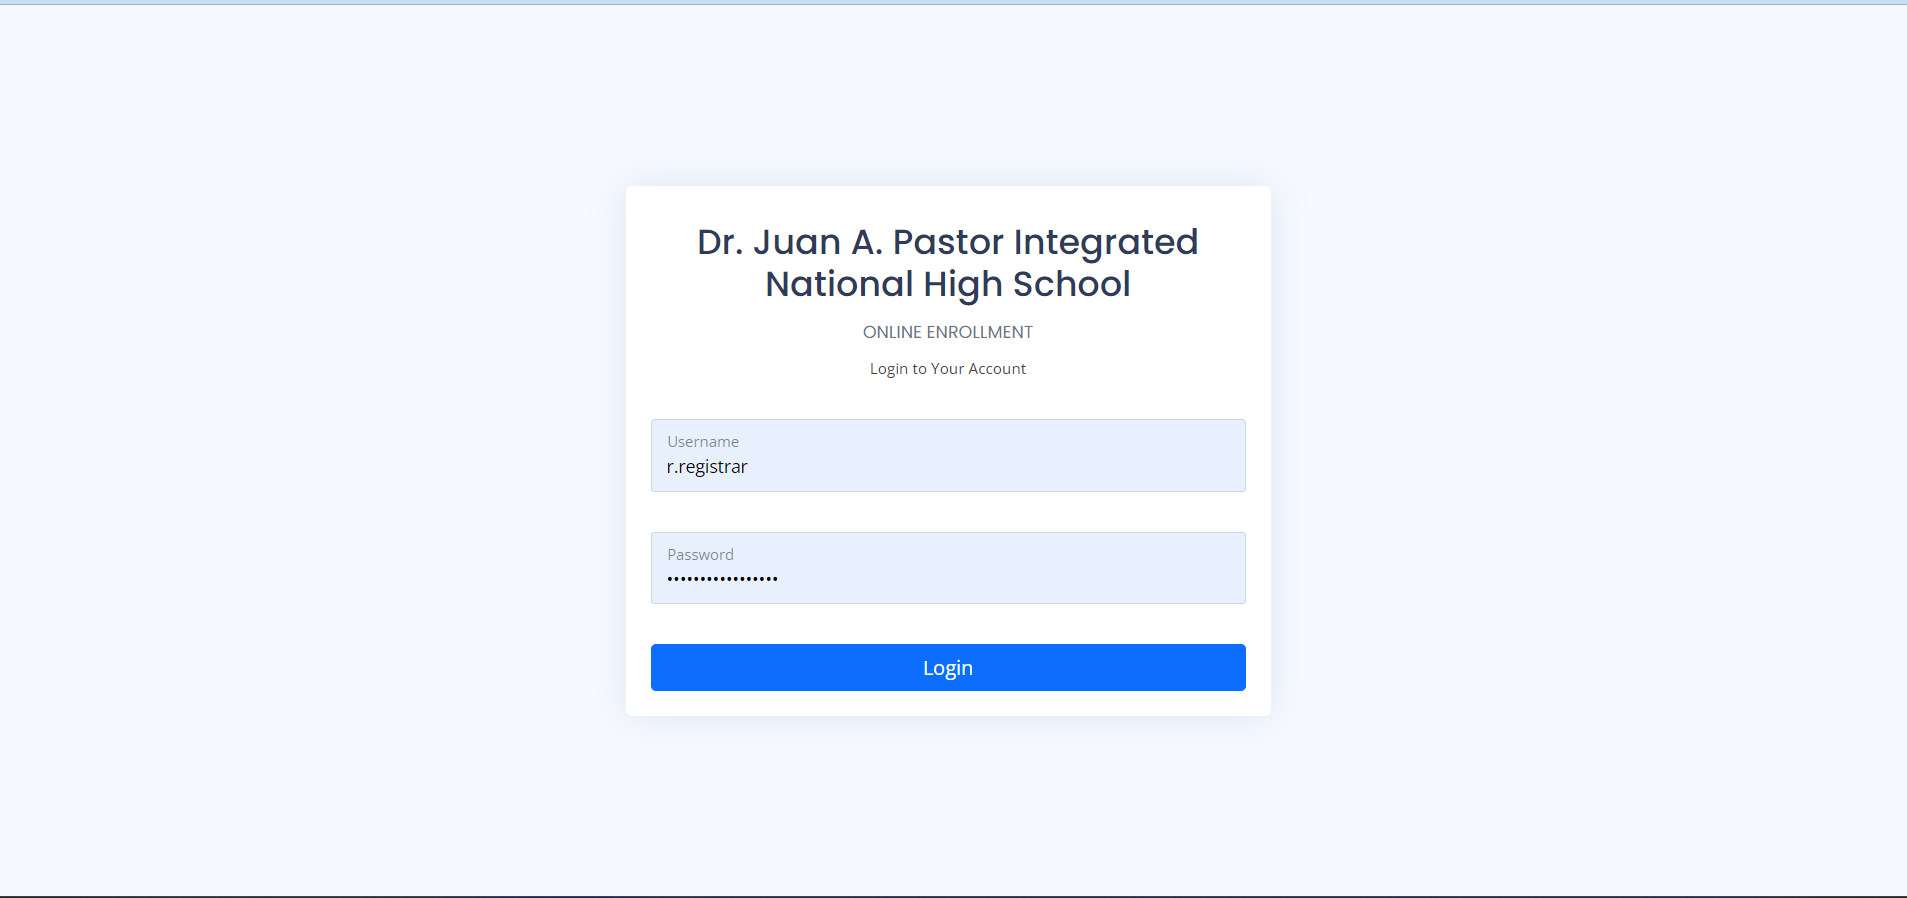 Dr. Juan A. Pastor Integrated
National High School
ONLINE ENROLLMENT
Login to Your Account
Username
r.registrar
Password
•••••••••••••••••
Login